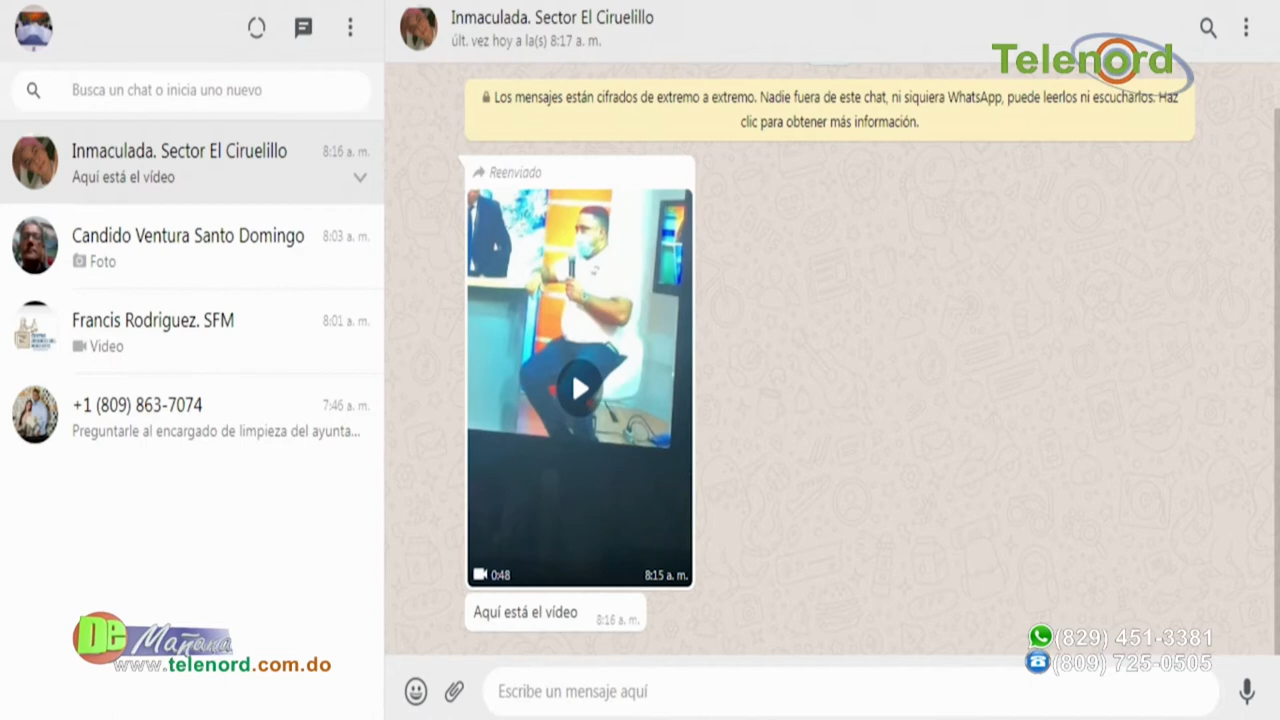 Inmaculada. Sector El Ciruelillo
últ. vez hoy a la(s) 8:17 a. m.
Telenord
Busca un chat o inicia uno nuevo
Los mensajes están cifrados de extremo a extremo. Nadie fuera de este chat, ni siquiera WhatsApp, puede leerlos ni escucharlos. Haz
clic para obtener más información.
Inmaculada. Sector El Ciruelillo 8:16 a. m.
Aquí está el vídeo
Candido Ventura Santo Domingo 8:03 a. m.
Foto
Francis Rodriguez. SFM 8:01 a. m.
Video
+1 (809) 863-7074 7:46 a. m.
Preguntarle al encargado de limpieza del ayunta...
Reenviado
0:48 8:15 a. m.
Aquí está el vídeo 8:16 a. m.
De Mañana
www.telenord.com.do
(829) 451-3381
(809) 725-0505
Escribe un mensaje aquí